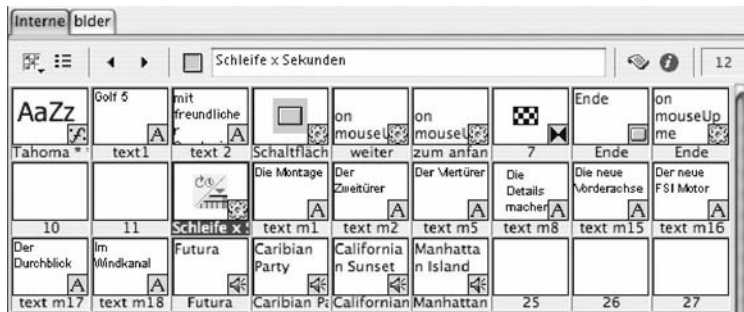 Interne blder
Schleife x Sekunden 12
AaZz Golf 5 mit freundliche r on mouseU on mouseU Ende on mouseUp me
Tahoma * text1 text 2 Schaltfläch weiter zum anfan 7 Ende Ende
Die Montage Der Zweitürer Der Viertürer Die Details macher Die neue Vorderachse Der neue FSI Motor
10 11 Schleife x text m1 text m2 text m5 text m8 text m15 text m16
Der Durchblick Im Windkanal Futura Caribian Party California n Sunset Manhatta n Island
text m17 text m18 Futura Caribian Pa Californian Manhattan 25 26 27